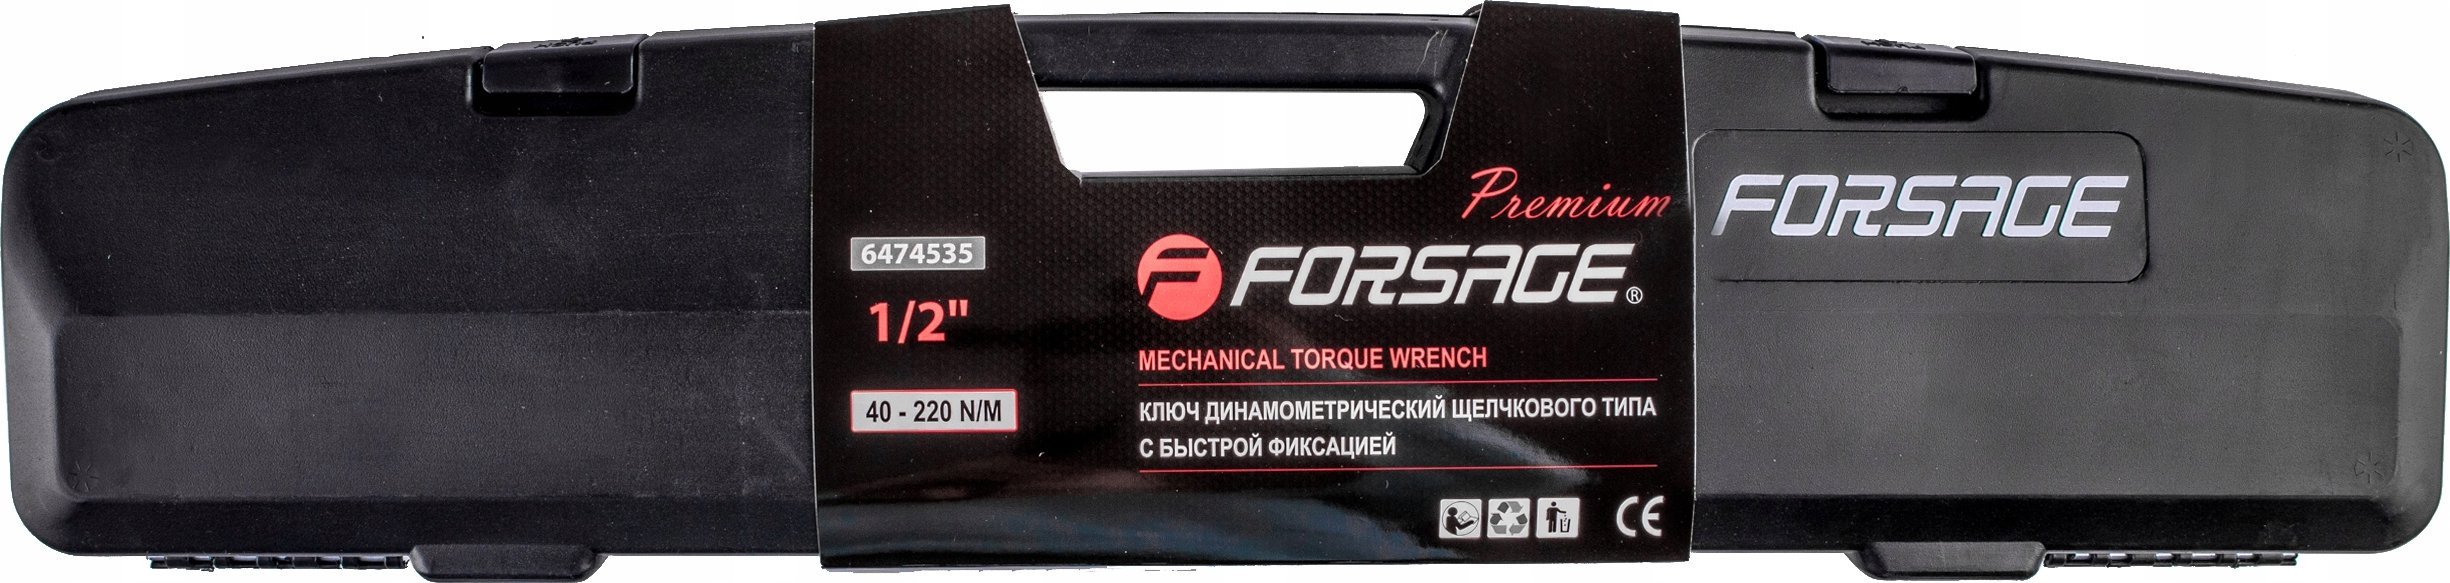 Premium
6474535
FORSAGE®
FORSAGE
1/2"
MECHANICAL TORQUE WRENCH
40 - 220 N/M
КЛЮЧ ДИНАМОМЕТРИЧЕСКИЙ ЩЕЛЧКОВОГО ТИПА
С БЫСТРОЙ ФИКСАЦИЕЙ
CE